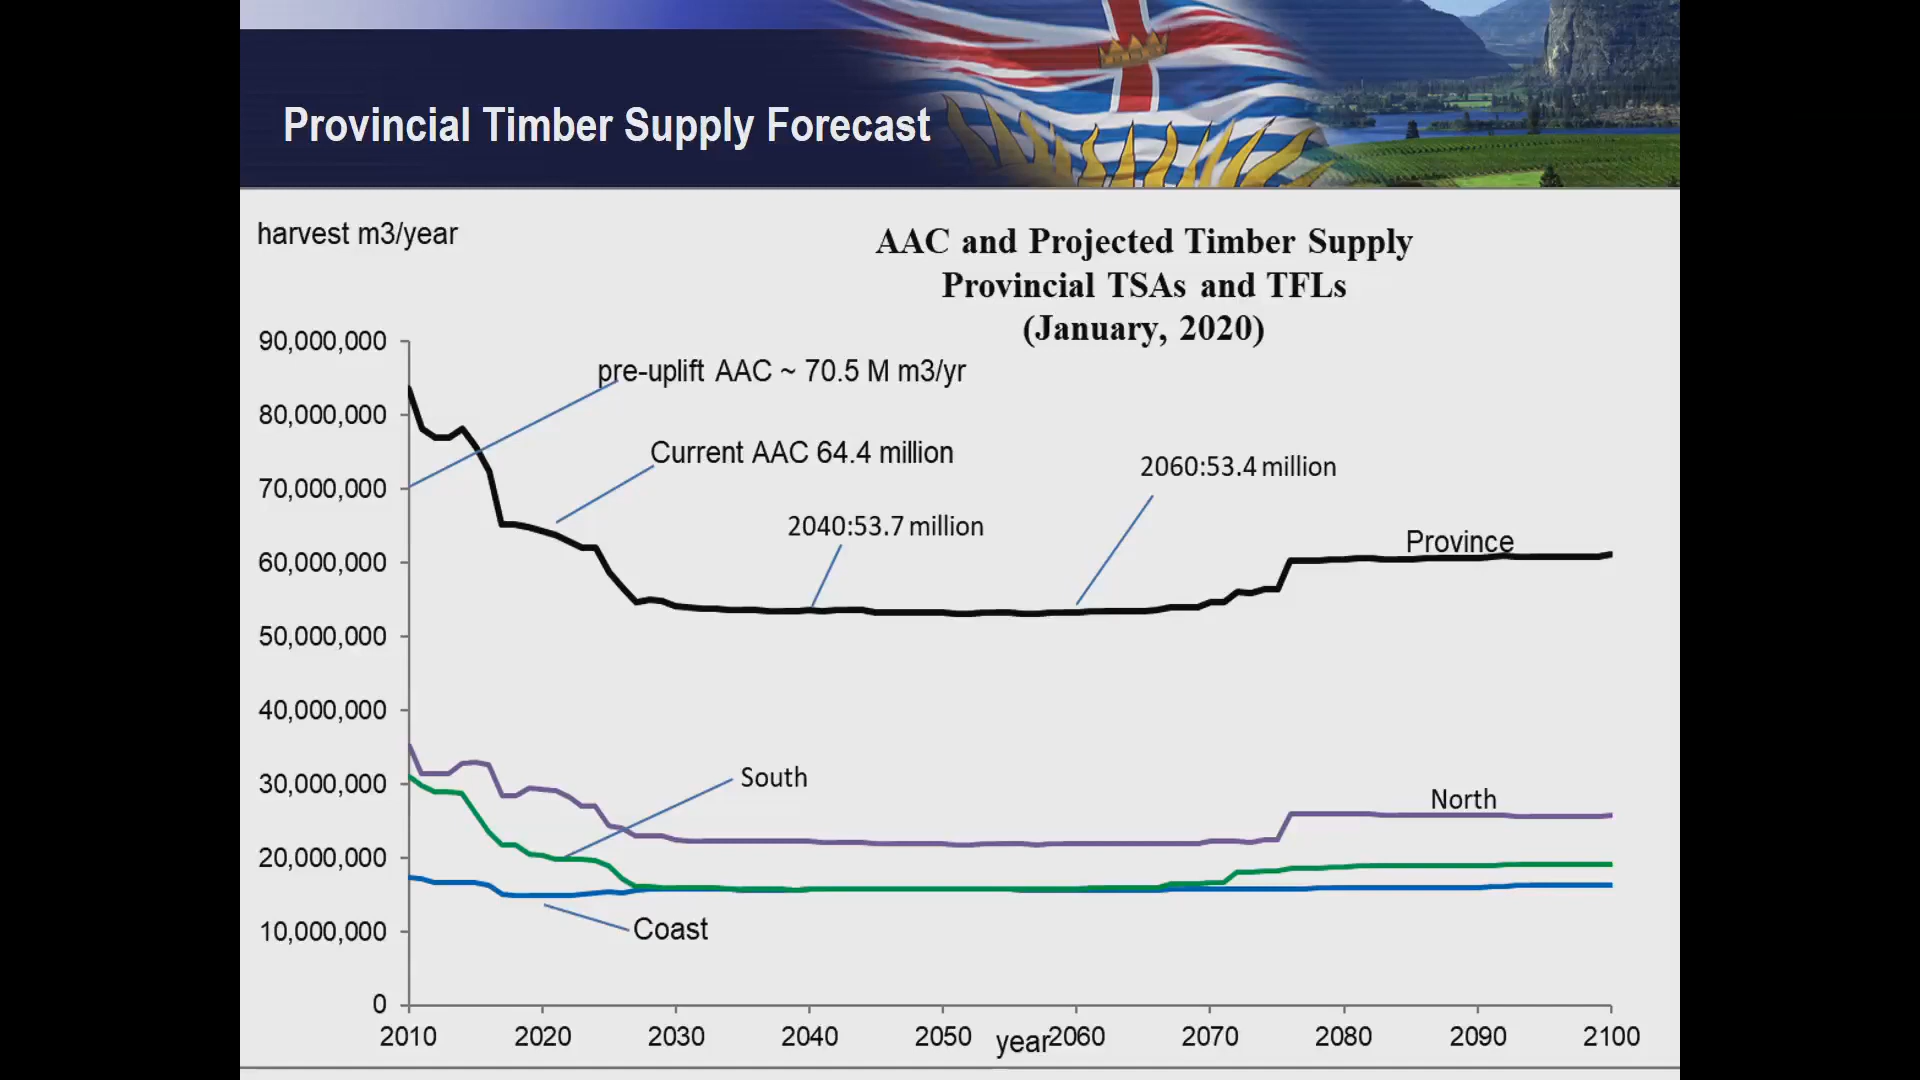 Provincial Timber Supply Forecast
harvest m3/year
AAC and Projected Timber Supply
Provincial TSAs and TFLs
(January, 2020)
90,000,000
pre-uplift AAC ~ 70.5 M m3/yr
80,000,000
Current AAC 64.4 million
2060:53.4 million
70,000,000
2040:53.7 million
Province
60,000,000
50,000,000
40,000,000
30,000,000
South
North
20,000,000
10,000,000
Coast
0
2010 2020 2030 2040 2050 2060 2070 2080 2090 2100
year